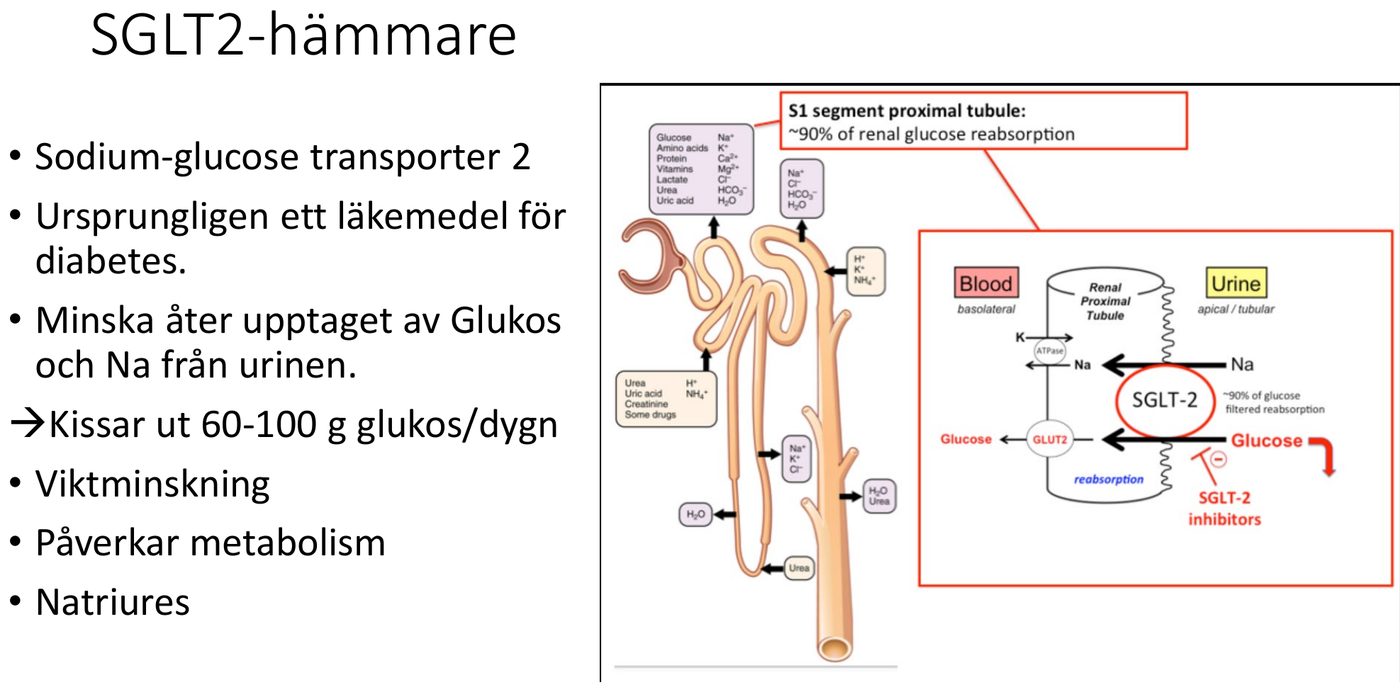 SGLT2-hämmare
• Sodium-glucose transporter 2
• Ursprungligen ett läkemedel för
diabetes.
• Minska åter upptaget av Glukos
och Na från urinen.
→Kissar ut 60-100 g glukos/dygn
• Viktminskning
• Påverkar metabolism
• Natriures
S1 segment proximal tubule:
~90% of renal glucose reabsorption
Glucose Na⁺
Amino acids K⁺
Protein Ca²⁺
Vitamins Mg²⁺
Lactate Cl⁻
Urea HCO₃⁻
Uric acid H₂O
Na⁺
Cl⁻
HCO₃⁻
H₂O
H⁺
K⁺
NH₄⁺
Urea H⁺
Uric acid NH₄⁺
Creatinine
Some drugs
Na⁺
K⁺
Cl⁻
H₂O
Urea
H₂O
Urea
Blood
basolateral
Renal
Proximal
Tubule
Urine
apical / tubular
K
ATPase
Na
Na
SGLT-2
~90% of glucose
filtered reabsorption
Glucose
GLUT2
Glucose
reabsorption
SGLT-2
inhibitors